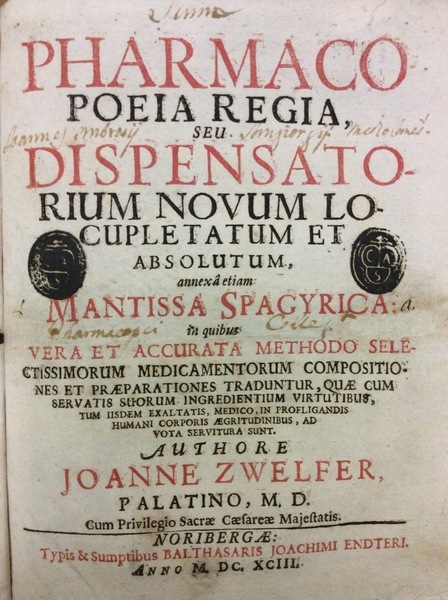 PHARMACO
POEIA REGIA,
SEU
DISPENSATO-
RIUM NOVUM LO-
CUPLETATUM ET
ABSOLUTUM,
annexâ etiam
MANTISSA SPAGYRICA:
in quibus
VERA ET ACCURATA METHODO SELE-
CTISSIMORUM MEDICAMENTORUM COMPOSITIO-
NES ET PRÆPARATIONES TRADUNTUR, QUÆ CUM
SERVATIS SUORUM INGREDIENTIUM VIRTUTIBUS,
TUM IISDEM EXALTATIS, MEDICO, IN PROFLIGANDIS
HUMANI CORPORIS ÆGRITUDINIBUS, AD
VOTA SERVITURA SUNT.
AUTHORE
JOANNE ZWELFER,
PALATINO, M. D.
Cum Privilegio Sacræ Cæsareæ Majestatis.
NORIBERGÆ:
Typis & Sumptibus BALTHASARIS JOACHIMI ENDTERI.
ANNO M. DC. XCIII.